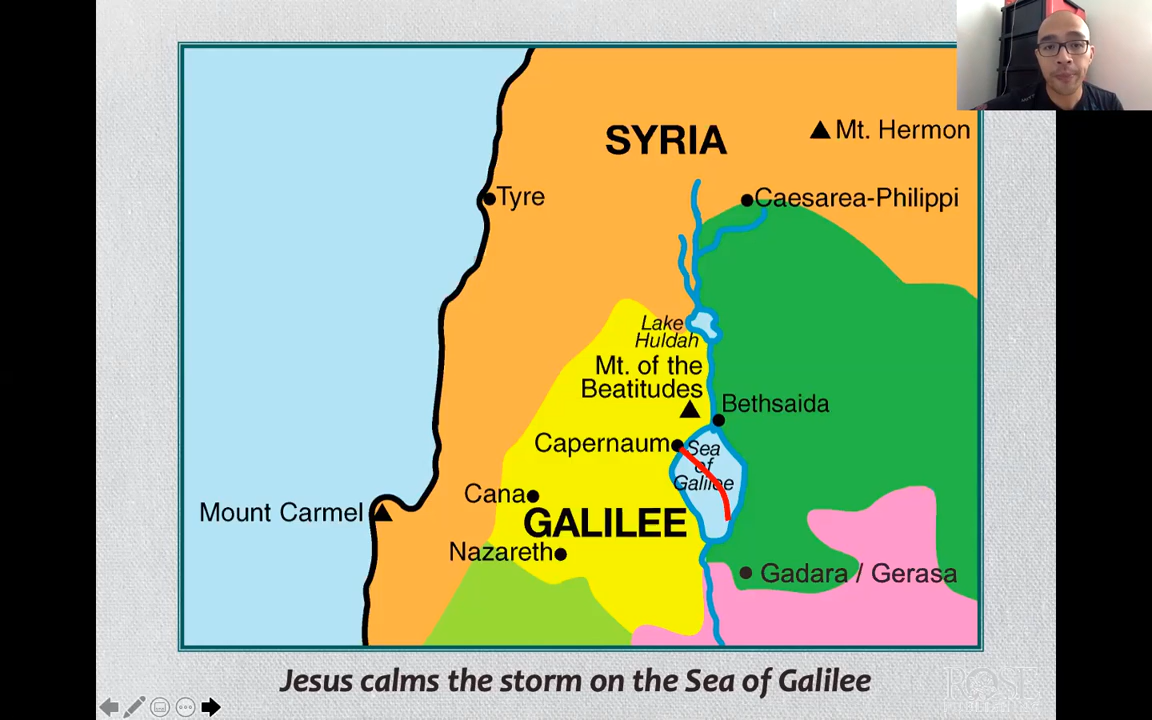 SYRIA
Mt. Hermon
Tyre
Caesarea-Philippi
Lake
Huldah
Mt. of the
Beatitudes
Bethsaida
Capernaum
Sea
of
Galilee
Cana
Mount Carmel
GALILEE
Nazareth
Gadara / Gerasa
Jesus calms the storm on the Sea of Galilee
ROSE